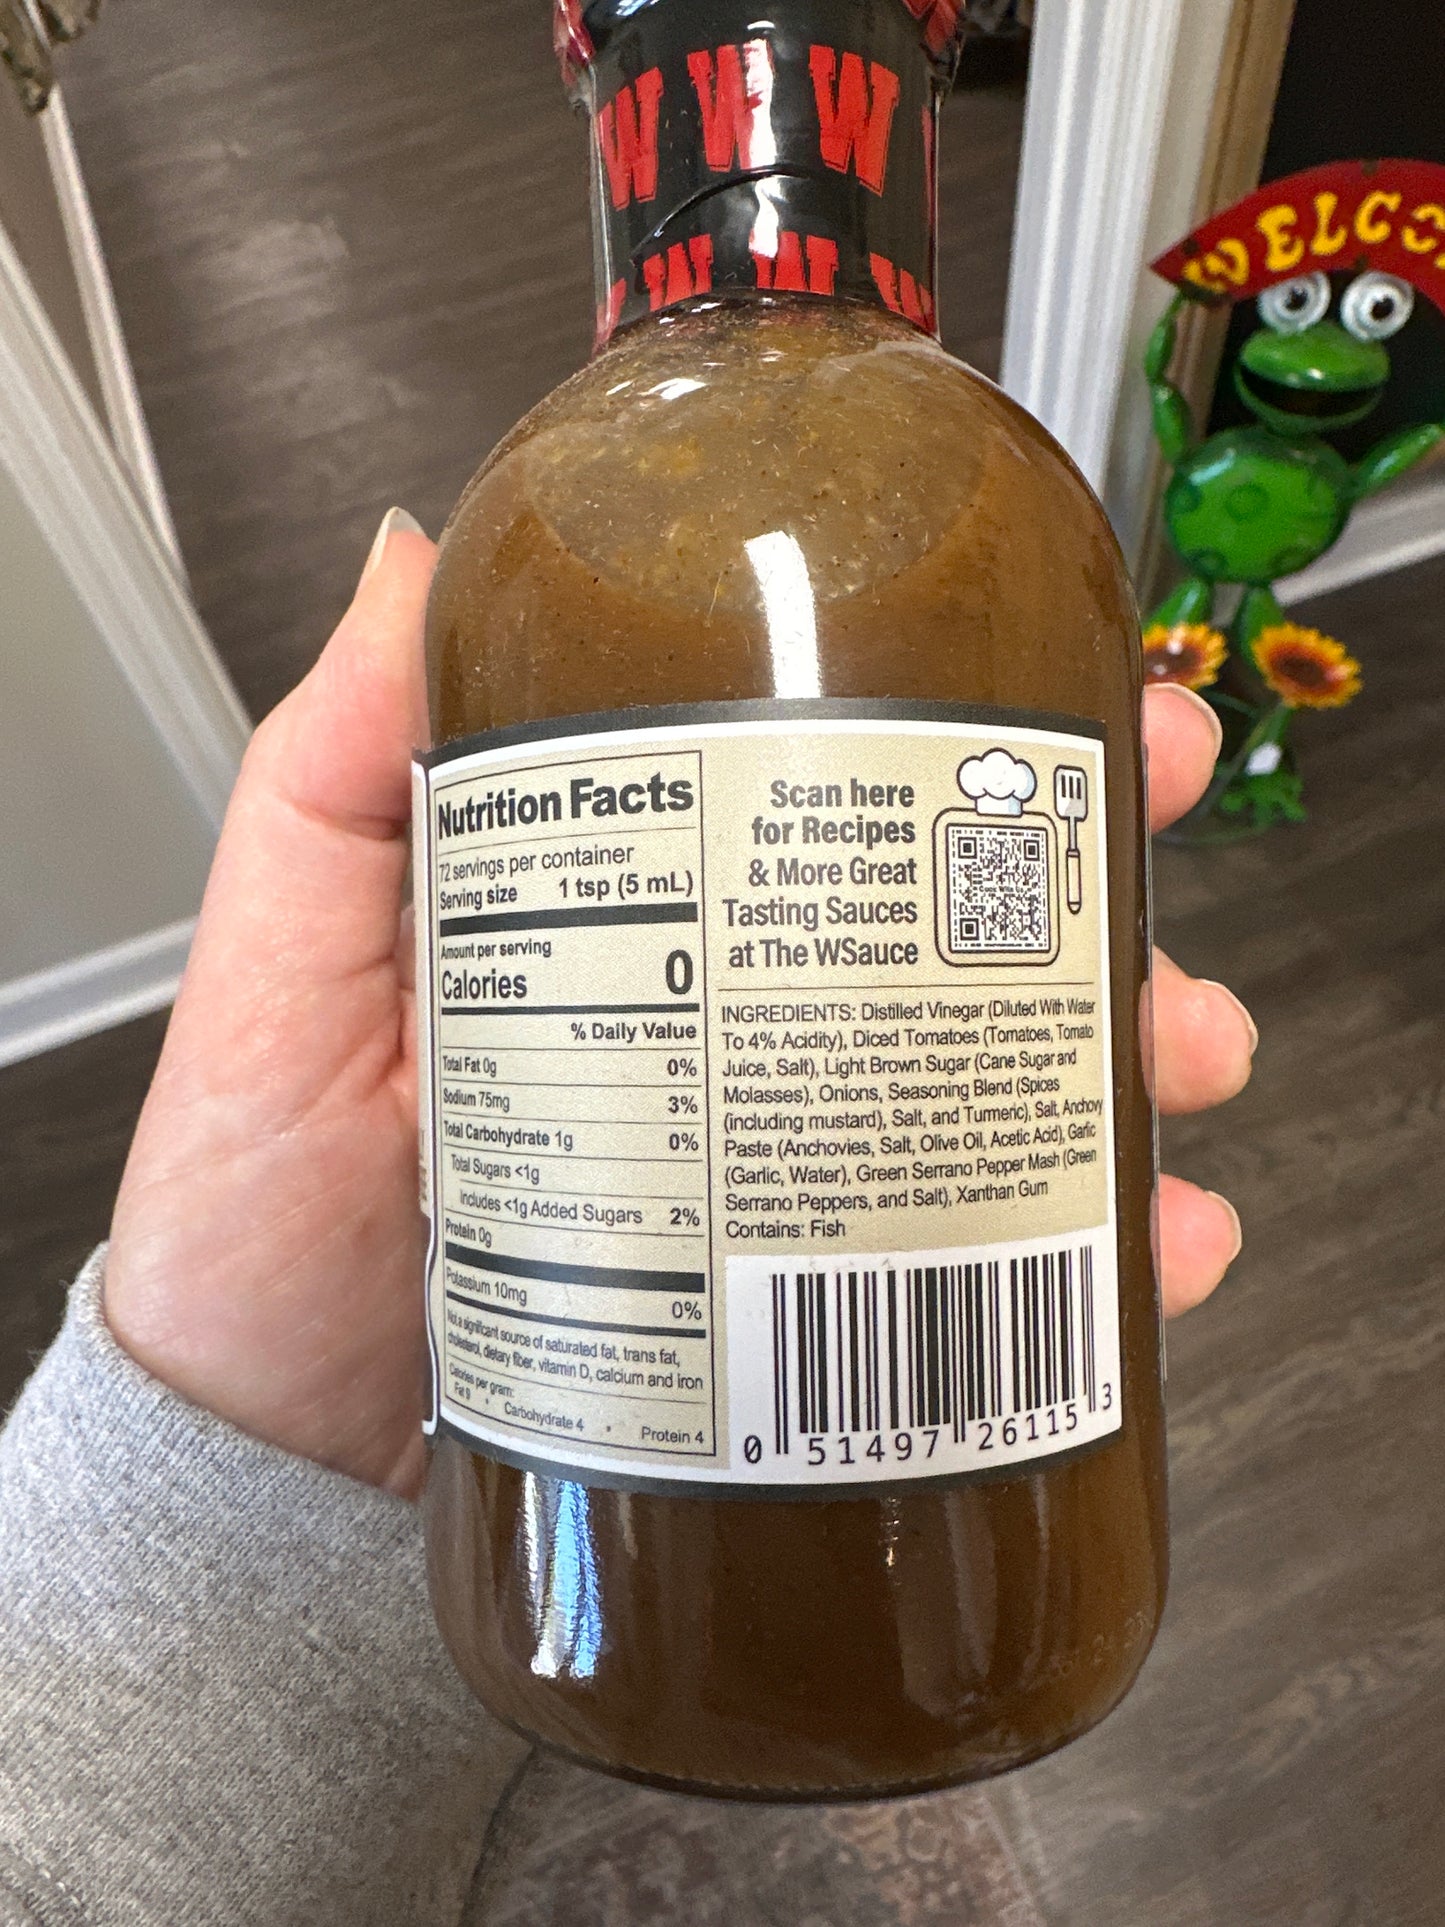 W W W
W W W
WELCO
Nutrition Facts
72 servings per container
Serving size 1 tsp (5 mL)
Amount per serving
Calories 0
% Daily Value
Total Fat 0g 0%
Sodium 75mg 3%
Total Carbohydrate 1g 0%
Total Sugars <1g
Includes <1g Added Sugars 2%
Protein 0g
Potassium 10mg 0%
Not a significant source of saturated fat, trans fat,
cholesterol, dietary fiber, vitamin D, calcium and iron
Calories per gram:
Fat 9 • Carbohydrate 4 • Protein 4
Scan here
for Recipes
& More Great
Tasting Sauces
at The WSauce
INGREDIENTS: Distilled Vinegar (Diluted With Water
To 4% Acidity), Diced Tomatoes (Tomatoes, Tomato
Juice, Salt), Light Brown Sugar (Cane Sugar and
Molasses), Onions, Seasoning Blend (Spices
(including mustard), Salt, and Turmeric), Salt, Anchovy
Paste (Anchovies, Salt, Olive Oil, Acetic Acid), Garlic
(Garlic, Water), Green Serrano Pepper Mash (Green
Serrano Peppers, and Salt), Xanthan Gum
Contains: Fish
0 51497 26115 3